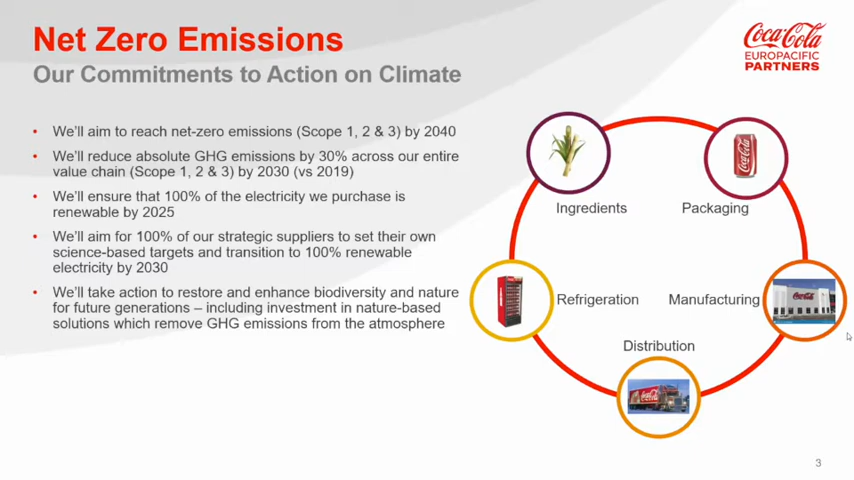 Net Zero Emissions
Our Commitments to Action on Climate
Coca-Cola
EUROPACIFIC
PARTNERS
• We'll aim to reach net-zero emissions (Scope 1, 2 & 3) by 2040
• We'll reduce absolute GHG emissions by 30% across our entire
value chain (Scope 1, 2 & 3) by 2030 (vs 2019)
• We'll ensure that 100% of the electricity we purchase is
renewable by 2025
• We'll aim for 100% of our strategic suppliers to set their own
science-based targets and transition to 100% renewable
electricity by 2030
• We'll take action to restore and enhance biodiversity and nature
for future generations – including investment in nature-based
solutions which remove GHG emissions from the atmosphere
Coca-Cola
Ingredients
Packaging
Refrigeration
Manufacturing
Coca-Cola
Distribution
Coca-Cola
3